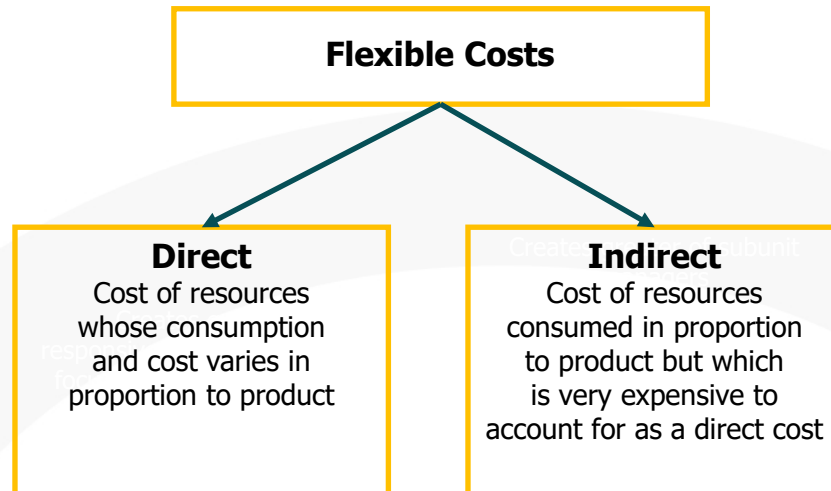 Flexible Costs
Direct
Cost of resources
whose consumption
and cost varies in
proportion to product
Indirect
Cost of resources
consumed in proportion
to product but which
is very expensive to
account for as a direct cost